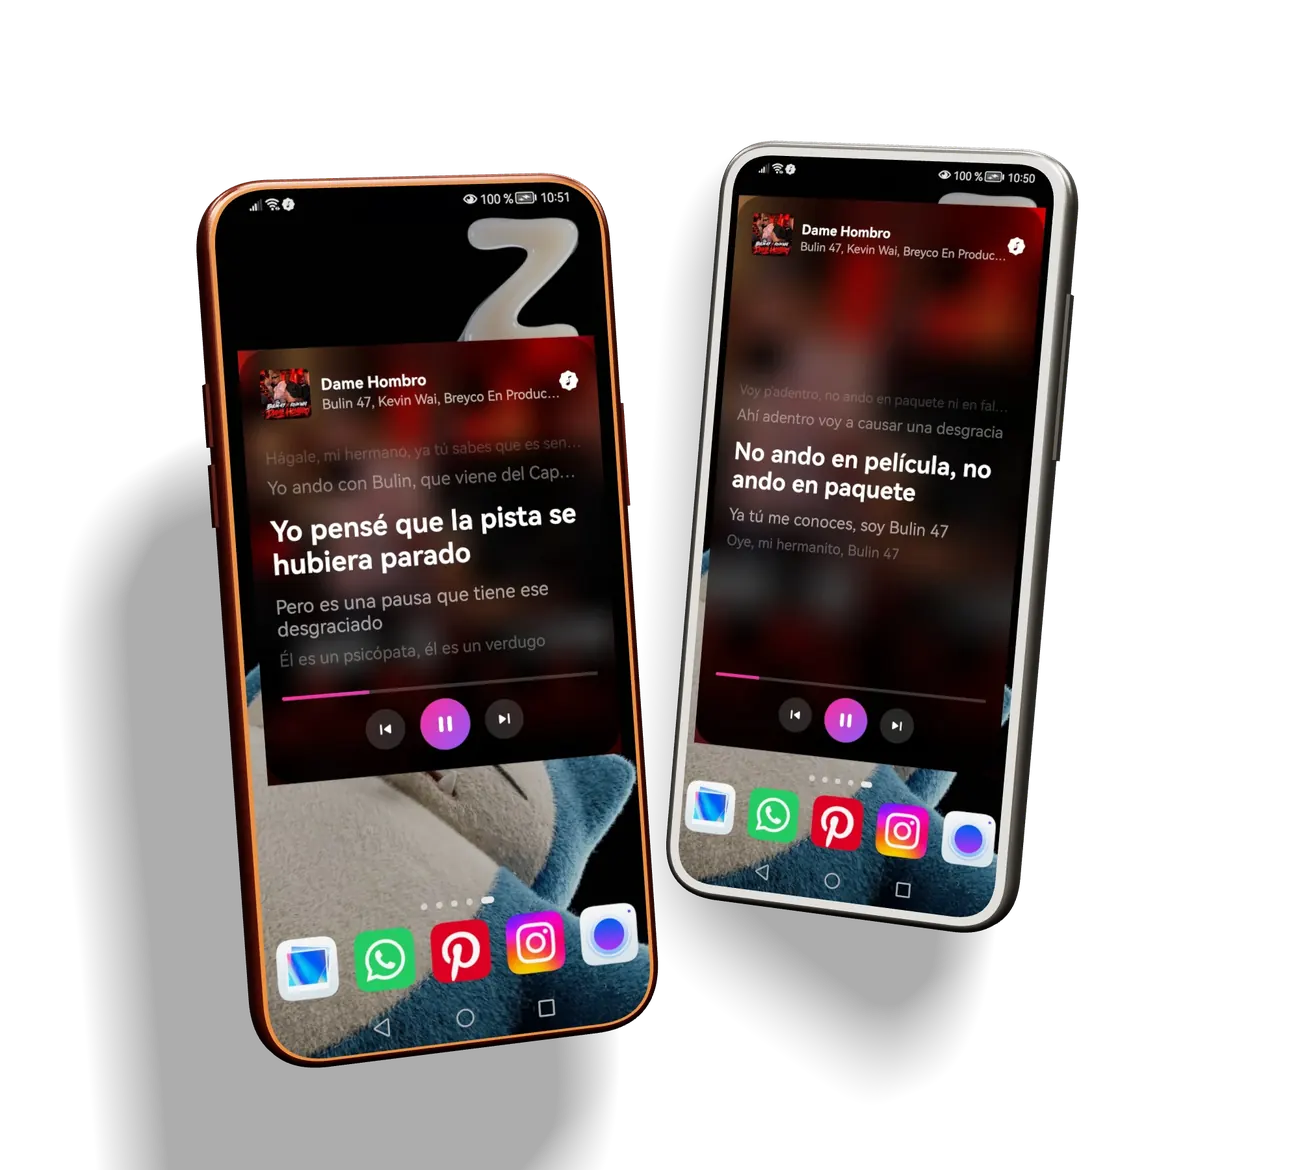 100 % 10:51
Dame Hombro
Bulin 47, Kevin Wai, Breyco En Produc...
Hágale, mi hermano, ya tú sabes que es sen...
Yo ando con Bulin, que viene del Cap...
Yo pensé que la pista se
hubiera parado
Pero es una pausa que tiene ese
desgraciado
Él es un psicópata, él es un verdugo
100 % 10:50
Dame Hombro
Bulin 47, Kevin Wai, Breyco En Produc...
Voy p'adentro, no ando en paquete ni en fal...
Ahí adentro voy a causar una desgracia
No ando en película, no
ando en paquete
Ya tú me conoces, soy Bulin 47
Oye, mi hermanito, Bulin 47